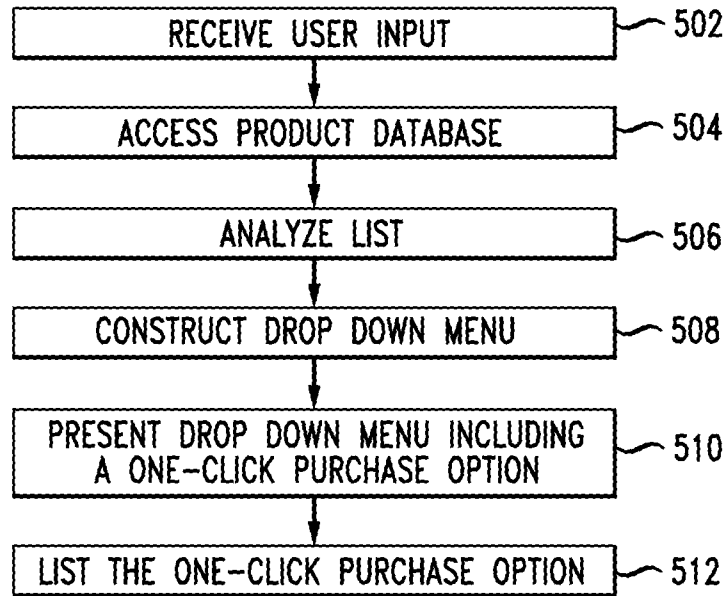 RECEIVE USER INPUT
502
ACCESS PRODUCT DATABASE
504
ANALYZE LIST
506
CONSTRUCT DROP DOWN MENU
508
PRESENT DROP DOWN MENU INCLUDING
A ONE-CLICK PURCHASE OPTION
510
LIST THE ONE-CLICK PURCHASE OPTION
512